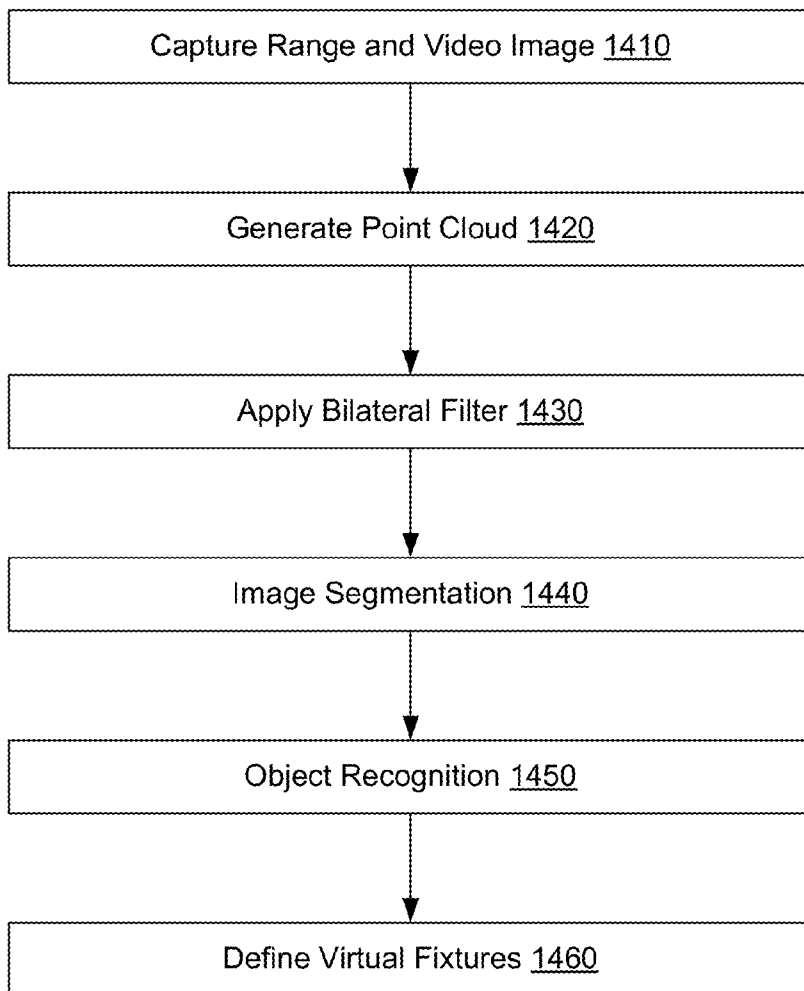 Capture Range and Video Image 1410
Generate Point Cloud 1420
Apply Bilateral Filter 1430
Image Segmentation 1440
Object Recognition 1450
Define Virtual Fixtures 1460